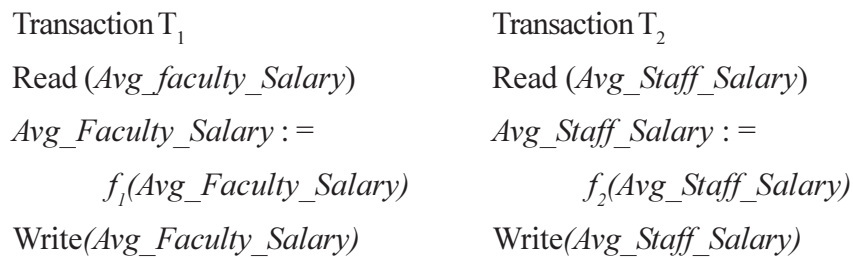 Transaction T₁ Transaction T₂
Read (Avg_faculty_Salary) Read (Avg_Staff_Salary)
Avg_Faculty_Salary : = Avg_Staff_Salary : =
f₁(Avg_Faculty_Salary) f₂(Avg_Staff_Salary)
Write(Avg_Faculty_Salary) Write(Avg_Staff_Salary)